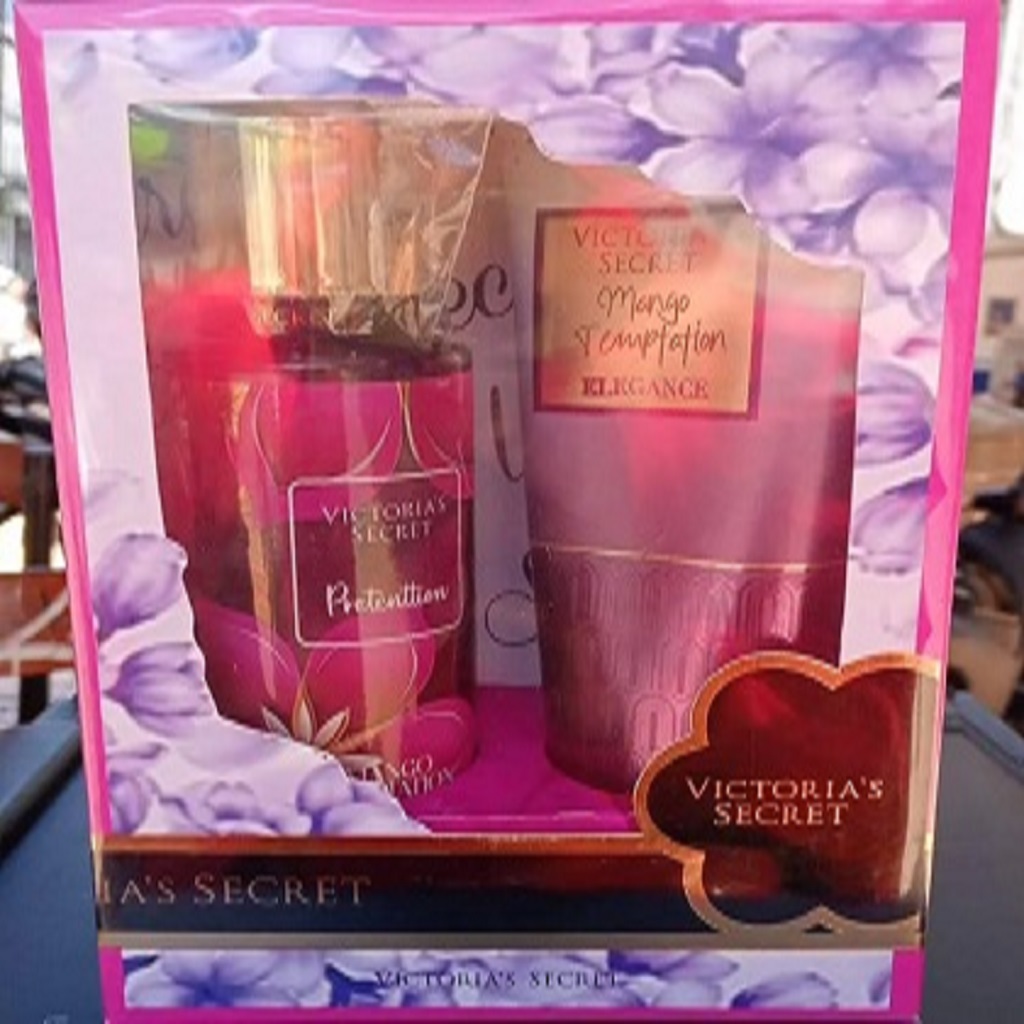 VICTORIA'S
SECRET
Mango
Temptation
ELEGANCE
VICTORIA'S
SECRET
Pretenttion
VICTORIA'S
SECRET
IA'S SECRET
VICTORIA'S SECRET